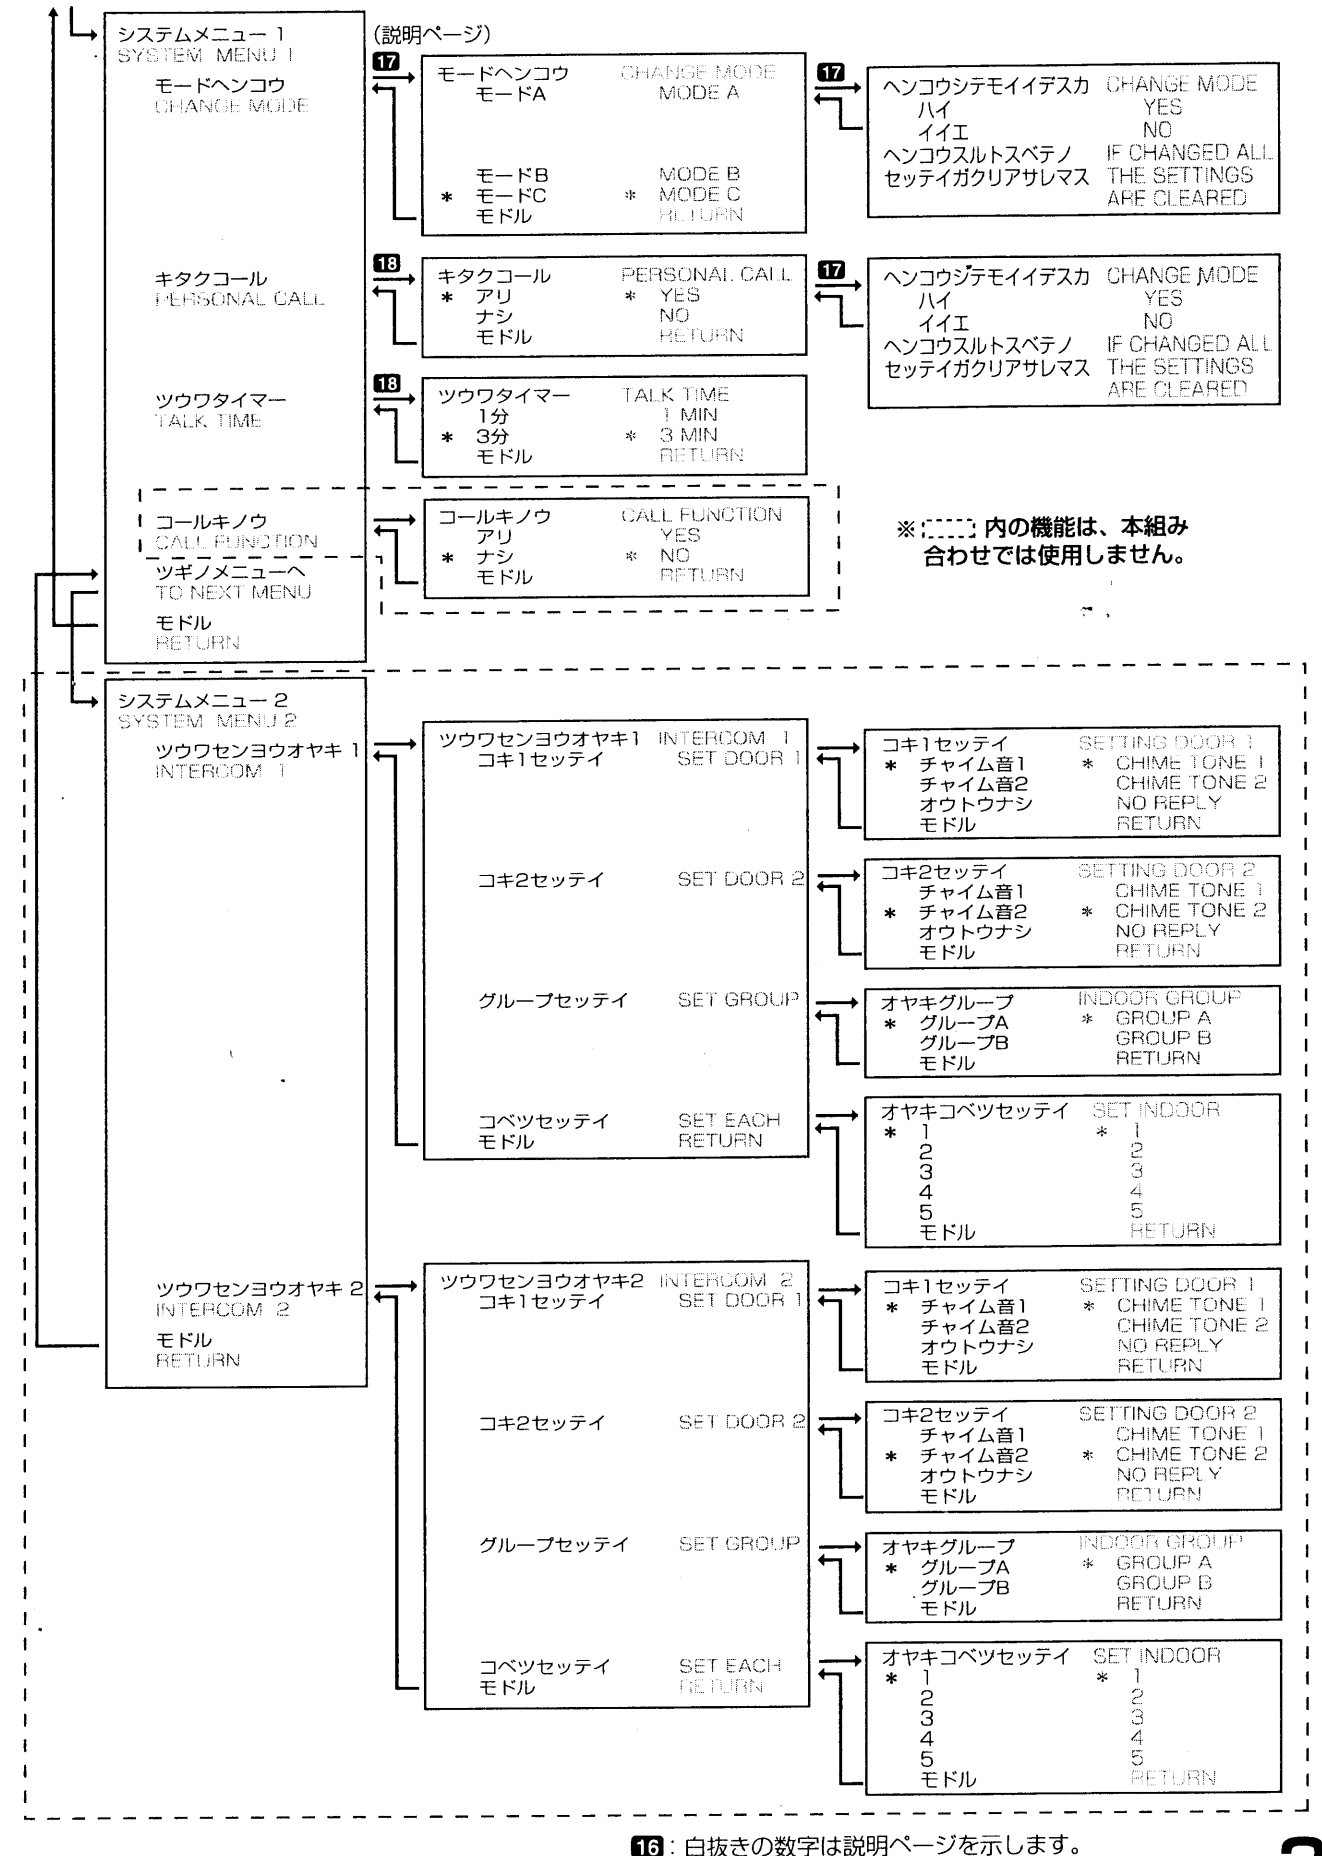 システムメニュー 1
SYSTEM MENU 1
(説明ページ)
モードヘンコウ
CHANGE MODE
17
モードヘンコウ CHANGE MODE
モードA MODE A
モードB MODE B
* モードC * MODE C
モドル RETURN
17
ヘンコウシテモイイデスカ CHANGE MODE
ハイ YES
イイエ NO
ヘンコウスルトスベテノ IF CHANGED ALL
セッテイガクリアサレマス THE SETTINGS
ARE CLEARED
キタクコール
PERSONAL CALL
18
キタクコール PERSONAL CALL
* アリ * YES
ナシ NO
モドル RETURN
17
ヘンコウシテモイイデスカ CHANGE MODE
ハイ YES
イイエ NO
ヘンコウスルトスベテノ IF CHANGED ALL
セッテイガクリアサレマス THE SETTINGS
ARE CLEARED
ツウワタイマー
TALK TIME
18
ツウワタイマー TALK TIME
1分 1 MIN
* 3分 * 3 MIN
モドル RETURN
コールキノウ
CALL FUNCTION
コールキノウ CALL FUNCTION
アリ YES
* ナシ * NO
モドル RETURN
※ 内の機能は、本組み
合わせでは使用しません。
ツギノメニューへ
TO NEXT MENU
モドル
RETURN
システムメニュー 2
SYSTEM MENU 2
ツウワセンヨウオヤキ 1
INTERCOM 1
ツウワセンヨウオヤキ1 INTERCOM 1
コキ1セッテイ SET DOOR 1
コキ1セッテイ SETTING DOOR 1
* チャイム音1 * CHIME TONE 1
チャイム音2 CHIME TONE 2
オウトウナシ NO REPLY
モドル RETURN
コキ2セッテイ SET DOOR 2
コキ2セッテイ SETTING DOOR 2
チャイム音1 CHIME TONE 1
* チャイム音2 * CHIME TONE 2
オウトウナシ NO REPLY
モドル RETURN
グループセッテイ SET GROUP
オヤキグループ INDOOR GROUP
* グループA * GROUP A
グループB GROUP B
モドル RETURN
コベツセッテイ SET EACH
モドル RETURN
オヤキコベツセッテイ SET INDOOR
* 1 * 1
2 2
3 3
4 4
5 5
モドル RETURN
ツウワセンヨウオヤキ 2
INTERCOM 2
モドル
RETURN
ツウワセンヨウオヤキ2 INTERCOM 2
コキ1セッテイ SET DOOR 1
コキ1セッテイ SETTING DOOR 1
* チャイム音1 * CHIME TONE 1
チャイム音2 CHIME TONE 2
オウトウナシ NO REPLY
モドル RETURN
コキ2セッテイ SET DOOR 2
コキ2セッテイ SETTING DOOR 2
チャイム音1 CHIME TONE 1
* チャイム音2 * CHIME TONE 2
オウトウナシ NO REPLY
モドル RETURN
グループセッテイ SET GROUP
オヤキグループ INDOOR GROUP
* グループA * GROUP A
グループB GROUP B
モドル RETURN
コベツセッテイ SET EACH
モドル RETURN
オヤキコベツセッテイ SET INDOOR
* 1 * 1
2 2
3 3
4 4
5 5
モドル RETURN
16：白抜きの数字は説明ページを示します。